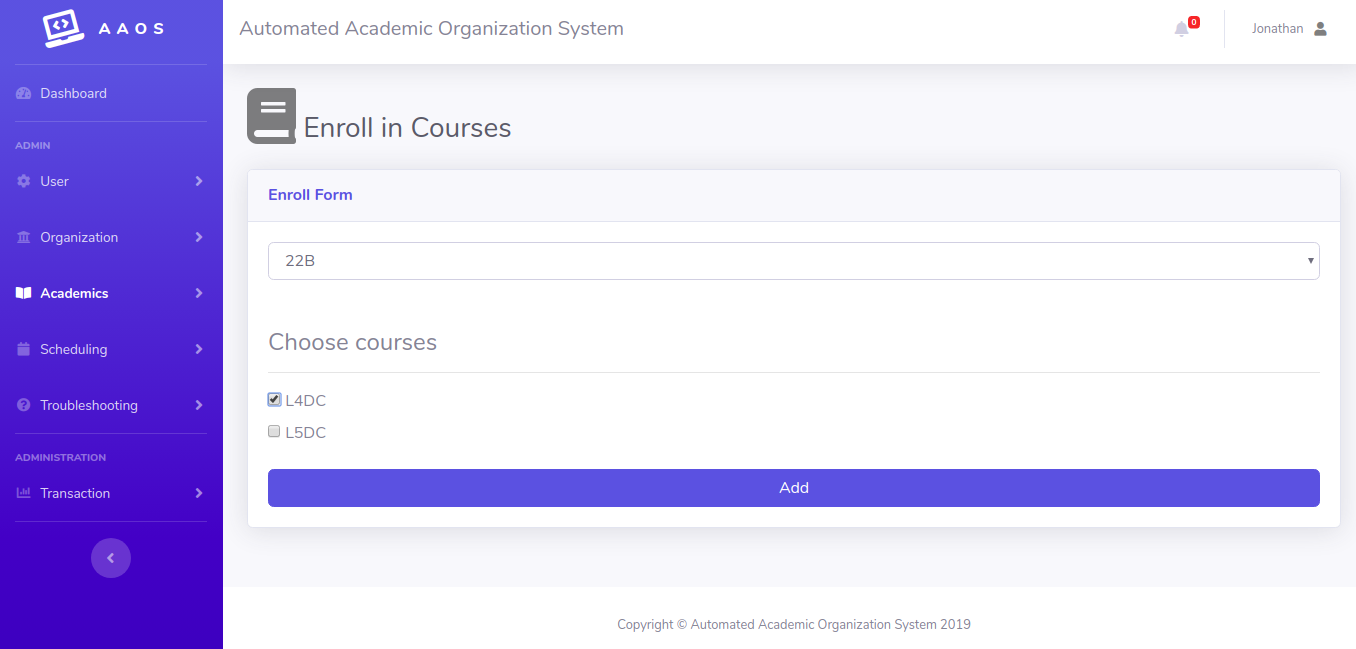 AAOS
Automated Academic Organization System
0
Jonathan
Dashboard
ADMIN
User
Organization
Academics
Scheduling
Troubleshooting
ADMINISTRATION
Transaction
Enroll in Courses
Enroll Form
22B
Choose courses
L4DC
L5DC
Add
Copyright © Automated Academic Organization System 2019